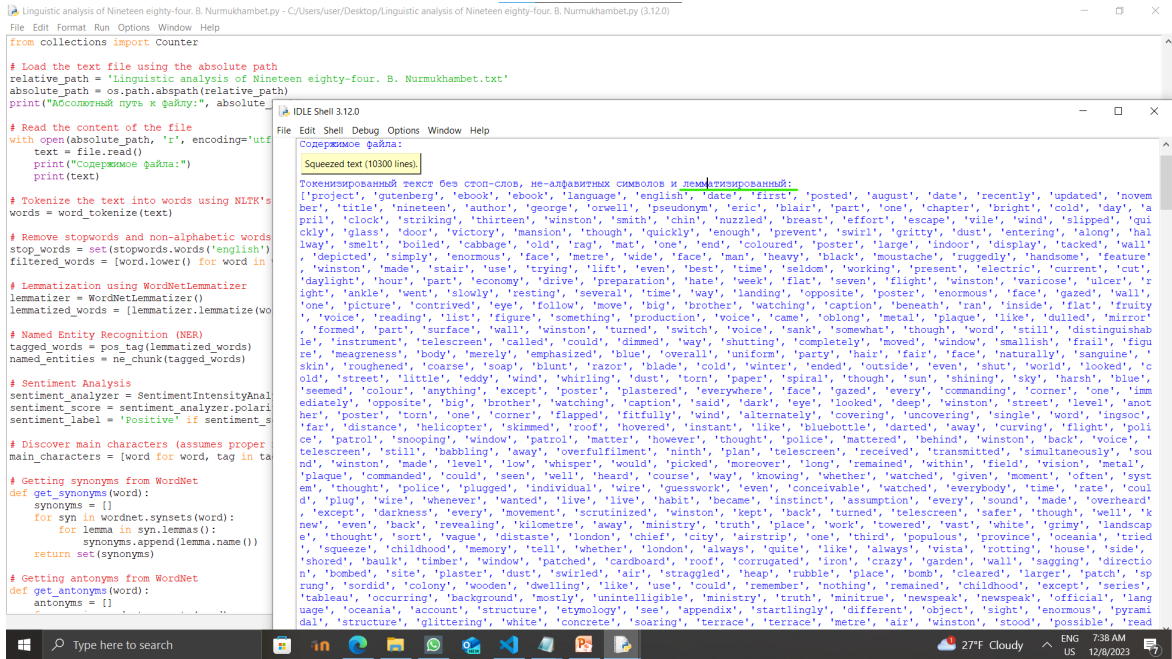 Linguistic analysis of Nineteen eighty-four. B. Nurmukhambet.py - C:/Users/user/Desktop/Linguistic analysis of Nineteen eighty-four. B. Nurmukhambet.py (3.12.0)
File Edit Format Run Options Window Help
from collections import Counter
# Load the text file using the absolute path
relative_path = 'Linguistic analysis of Nineteen eighty-four. B. Nurmukhambet.txt'
absolute_path = os.path.abspath(relative_path)
print("Абсолютный путь к файлу:", absolute_
# Read the content of the file
with open(absolute_path, 'r', encoding='utf
text = file.read()
print("Содержимое файла:")
print(text)
# Tokenize the text into words using NLTK's
words = word_tokenize(text)
# Remove stopwords and non-alphabetic words
stop_words = set(stopwords.words('english')
filtered_words = [word.lower() for word in
# Lemmatization using WordNetLemmatizer
lemmatizer = WordNetLemmatizer()
lemmatized_words = [lemmatizer.lemmatize(wo
# Named Entity Recognition (NER)
tagged_words = pos_tag(lemmatized_words)
named_entities = ne_chunk(tagged_words)
# Sentiment Analysis
sentiment_analyzer = SentimentIntensityAnal
sentiment_score = sentiment_analyzer.polari
sentiment_label = 'Positive' if sentiment_s
# Discover main characters (assumes proper
main_characters = [word for word, tag in ta
# Getting synonyms from WordNet
def get_synonyms(word):
synonyms = []
for syn in wordnet.synsets(word):
for lemma in syn.lemmas():
synonyms.append(lemma.name())
return set(synonyms)
# Getting antonyms from WordNet
def get_antonyms(word):
antonyms = []
IDLE Shell 3.12.0
File Edit Shell Debug Options Window Help
Содержимое файла:
Squeezed text (10300 lines).
Токенизированный текст без стоп-слов, не-алфавитных символов и лемматизированный:
['project', 'gutenberg', 'ebook', 'ebook', 'language', 'english', 'date', 'first', 'posted', 'august', 'date', 'recently', 'updated', 'novem
ber', 'title', 'nineteen', 'author', 'george', 'orwell', 'pseudonym', 'eric', 'blair', 'part', 'one', 'chapter', 'bright', 'cold', 'day', 'a
pril', 'clock', 'striking', 'thirteen', 'winston', 'smith', 'chin', 'nuzzled', 'breast', 'effort', 'escape', 'vile', 'wind', 'slipped', 'qui
ckly', 'glass', 'door', 'victory', 'mansion', 'though', 'quickly', 'enough', 'prevent', 'swirl', 'gritty', 'dust', 'entering', 'along', 'hal
lway', 'smelt', 'boiled', 'cabbage', 'old', 'rag', 'mat', 'one', 'end', 'coloured', 'poster', 'large', 'indoor', 'display', 'tacked', 'wall'
, 'depicted', 'simply', 'enormous', 'face', 'metre', 'wide', 'face', 'man', 'heavy', 'black', 'moustache', 'ruggedly', 'handsome', 'feature'
, 'winston', 'made', 'stair', 'use', 'trying', 'lift', 'even', 'best', 'time', 'seldom', 'working', 'present', 'electric', 'current', 'cut',
'daylight', 'hour', 'part', 'economy', 'drive', 'preparation', 'hate', 'week', 'flat', 'seven', 'flight', 'winston', 'varicose', 'ulcer', 'r
ight', 'ankle', 'went', 'slowly', 'resting', 'several', 'time', 'way', 'landing', 'opposite', 'poster', 'enormous', 'face', 'gazed', 'wall',
'one', 'picture', 'contrived', 'eye', 'follow', 'move', 'big', 'brother', 'watching', 'caption', 'beneath', 'ran', 'inside', 'flat', 'fruity
', 'voice', 'reading', 'list', 'figure', 'something', 'production', 'voice', 'came', 'oblong', 'metal', 'plaque', 'like', 'dulled', 'mirror'
, 'formed', 'part', 'surface', 'wall', 'winston', 'turned', 'switch', 'voice', 'sank', 'somewhat', 'though', 'word', 'still', 'distinguishab
le', 'instrument', 'telescreen', 'called', 'could', 'dimmed', 'way', 'shutting', 'completely', 'moved', 'window', 'smallish', 'frail', 'figu
re', 'meagreness', 'body', 'merely', 'emphasized', 'blue', 'overall', 'uniform', 'party', 'hair', 'fair', 'face', 'naturally', 'sanguine', '
skin', 'roughened', 'coarse', 'soap', 'blunt', 'razor', 'blade', 'cold', 'winter', 'ended', 'outside', 'even', 'shut', 'world', 'looked', 'c
old', 'street', 'little', 'eddy', 'wind', 'whirling', 'dust', 'torn', 'paper', 'spiral', 'though', 'sun', 'shining', 'sky', 'harsh', 'blue',
'seemed', 'colour', 'anything', 'except', 'poster', 'plastered', 'everywhere', 'face', 'gazed', 'every', 'commanding', 'corner', 'one', 'imm
ediately', 'opposite', 'big', 'brother', 'watching', 'caption', 'said', 'dark', 'eye', 'looked', 'deep', 'winston', 'street', 'level', 'anot
her', 'poster', 'torn', 'one', 'corner', 'flapped', 'fitfully', 'wind', 'alternately', 'covering', 'uncovering', 'single', 'word', 'ingsoc',
'far', 'distance', 'helicopter', 'skimmed', 'roof', 'hovered', 'instant', 'like', 'bluebottle', 'darted', 'away', 'curving', 'flight', 'poli
ce', 'patrol', 'snooping', 'window', 'patrol', 'matter', 'however', 'thought', 'police', 'mattered', 'behind', 'winston', 'back', 'voice', '
telescreen', 'still', 'babbling', 'away', 'overfulfilment', 'ninth', 'plan', 'telescreen', 'received', 'transmitted', 'simultaneously', 'sou
nd', 'winston', 'made', 'level', 'low', 'whisper', 'would', 'picked', 'moreover', 'long', 'remained', 'within', 'field', 'vision', 'metal',
'plaque', 'commanded', 'could', 'seen', 'well', 'heard', 'course', 'way', 'knowing', 'whether', 'watched', 'given', 'moment', 'often', 'syst
em', 'thought', 'police', 'plugged', 'individual', 'wire', 'guesswork', 'even', 'conceivable', 'watched', 'everybody', 'time', 'rate', 'coul
d', 'plug', 'wire', 'whenever', 'wanted', 'live', 'live', 'habit', 'became', 'instinct', 'assumption', 'every', 'sound', 'made', 'overheard'
, 'except', 'darkness', 'every', 'movement', 'scrutinized', 'winston', 'kept', 'back', 'turned', 'telescreen', 'safer', 'though', 'well', 'k
new', 'even', 'back', 'revealing', 'kilometre', 'away', 'ministry', 'truth', 'place', 'work', 'towered', 'vast', 'white', 'grimy', 'landscap
e', 'thought', 'sort', 'vague', 'distaste', 'london', 'chief', 'city', 'airstrip', 'one', 'third', 'populous', 'province', 'oceania', 'tried
', 'squeeze', 'childhood', 'memory', 'tell', 'whether', 'london', 'always', 'quite', 'like', 'always', 'vista', 'rotting', 'house', 'side',
'shored', 'baulk', 'timber', 'window', 'patched', 'cardboard', 'roof', 'corrugated', 'iron', 'crazy', 'garden', 'wall', 'sagging', 'directio
n', 'bombed', 'site', 'plaster', 'dust', 'swirled', 'air', 'straggled', 'heap', 'rubble', 'place', 'bomb', 'cleared', 'larger', 'patch', 'sp
rung', 'sordid', 'colony', 'wooden', 'dwelling', 'like', 'use', 'could', 'remember', 'nothing', 'remained', 'childhood', 'except', 'series',
'tableau', 'occurring', 'background', 'mostly', 'unintelligible', 'ministry', 'truth', 'minitrue', 'newspeak', 'newspeak', 'official', 'lang
uage', 'oceania', 'account', 'structure', 'etymology', 'see', 'appendix', 'startlingly', 'different', 'object', 'sight', 'enormous', 'pyrami
dal', 'structure', 'glittering', 'white', 'concrete', 'soaring', 'terrace', 'terrace', 'metre', 'air', 'winston', 'stood', 'possible', 'read
Type here to search
27°F Cloudy
ENG
US
7:38 AM
12/8/2023
7